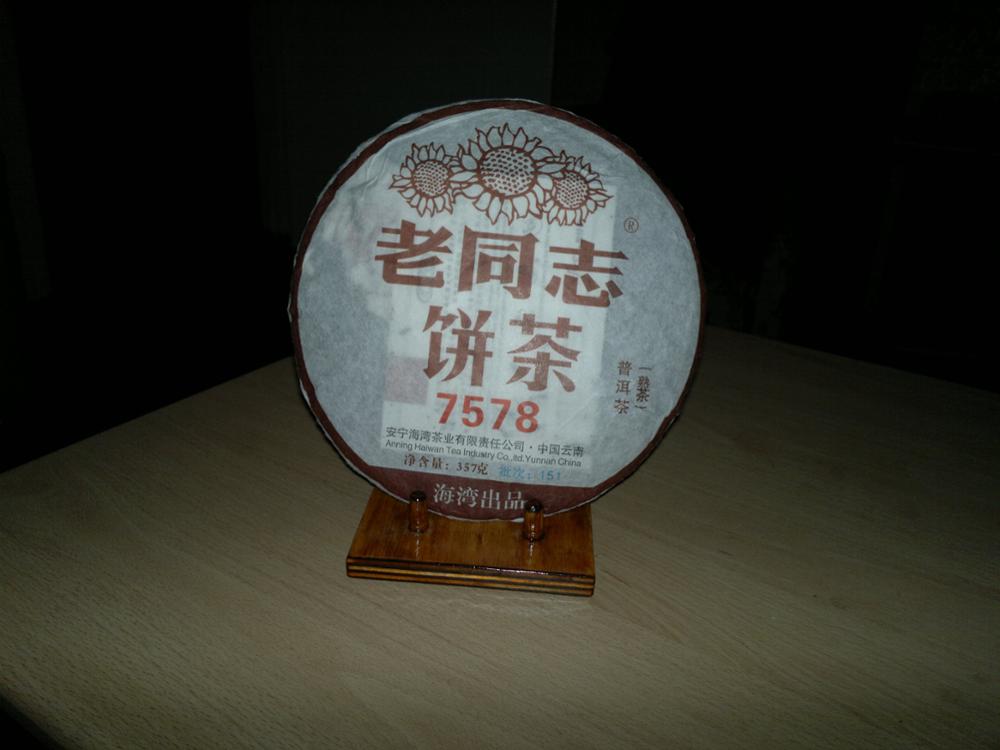 老同志®
饼茶
普洱茶
（熟茶）
7578
安宁海湾茶业有限责任公司·中国云南
Anning Haiwan Tea Industry Co.,ltd.Yunnan China
净含量：357克 批次：151
海湾出品